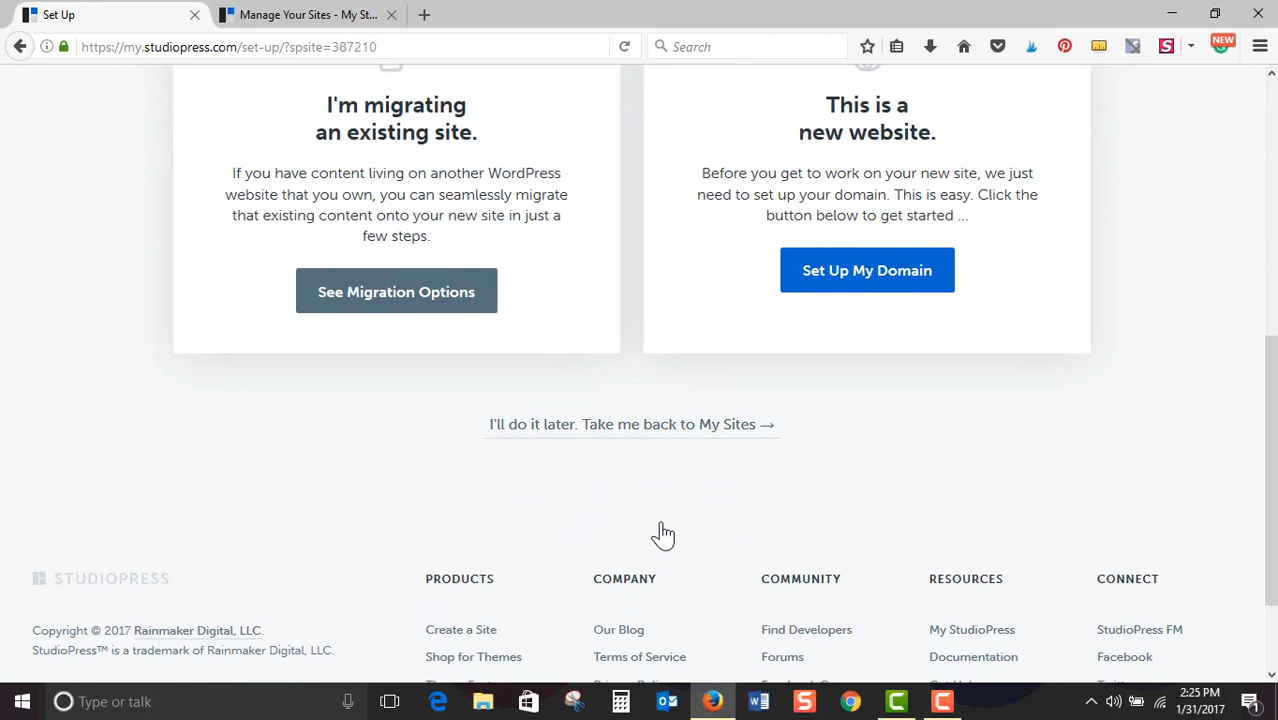 Set Up
Manage Your Sites - My St...
https://my.studiopress.com/set-up/?spsite=387210
Search
NEW
I'm migrating
an existing site.
If you have content living on another WordPress
website that you own, you can seamlessly migrate
that existing content onto your new site in just a
few steps.
See Migration Options
This is a
new website.
Before you get to work on your new site, we just
need to set up your domain. This is easy. Click the
button below to get started ...
Set Up My Domain
I'll do it later. Take me back to My Sites →
STUDIOPRESS
Copyright © 2017 Rainmaker Digital, LLC.
StudioPress™ is a trademark of Rainmaker Digital, LLC.
PRODUCTS
Create a Site
Shop for Themes
COMPANY
Our Blog
Terms of Service
COMMUNITY
Find Developers
Forums
RESOURCES
My StudioPress
Documentation
CONNECT
StudioPress FM
Facebook
Type here or talk
2:25 PM
1/31/2017